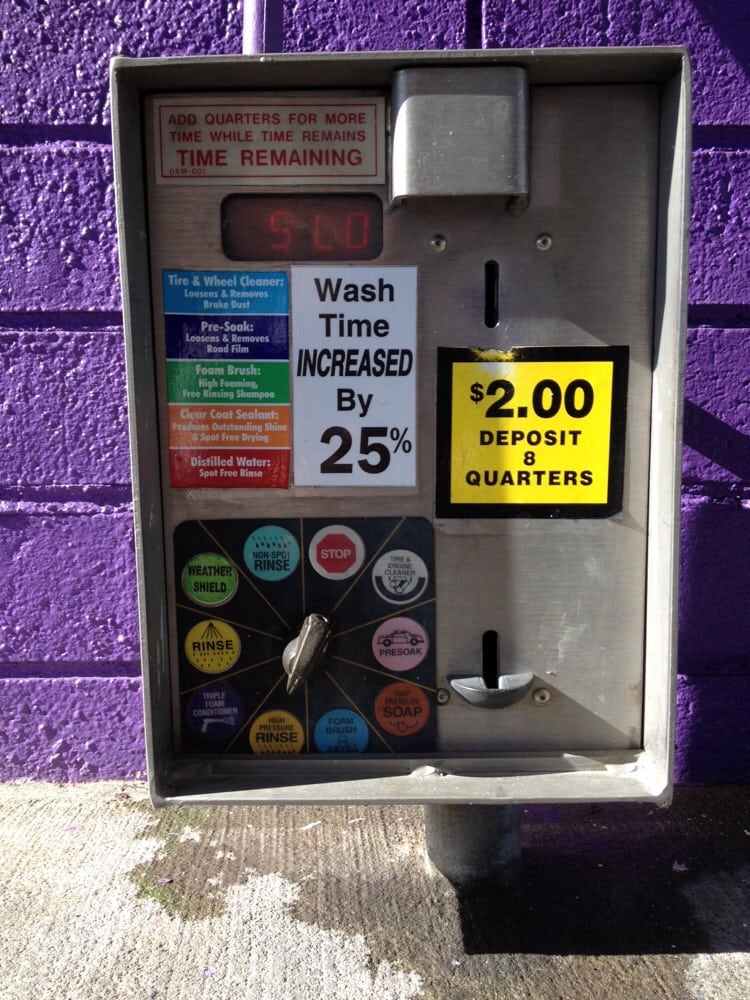 ADD QUARTERS FOR MORE
TIME WHILE TIME REMAINS
TIME REMAINING
DSM-001
SLO
Tire & Wheel Cleaner:
Loosens & Removes
Brake Dust
Pre-Soak:
Loosens & Removes
Road Film
Foam Brush:
High Foaming,
Free Rinsing Shampoo
Clear Coat Sealant:
Produces Outstanding Shine
& Spot Free Drying
Distilled Water:
Spot Free Rinse
Wash
Time
INCREASED
By
25%
$2.00
DEPOSIT
8
QUARTERS
STOP
TIRE &
ENGINE
CLEANER
PRESOAK
HIGH
PRESSURE
SOAP
FOAM
BRUSH
HIGH
PRESSURE
RINSE
TRIPLE
FOAM
CONDITIONER
RINSE
WEATHER
SHIELD
NON-SPOT
RINSE